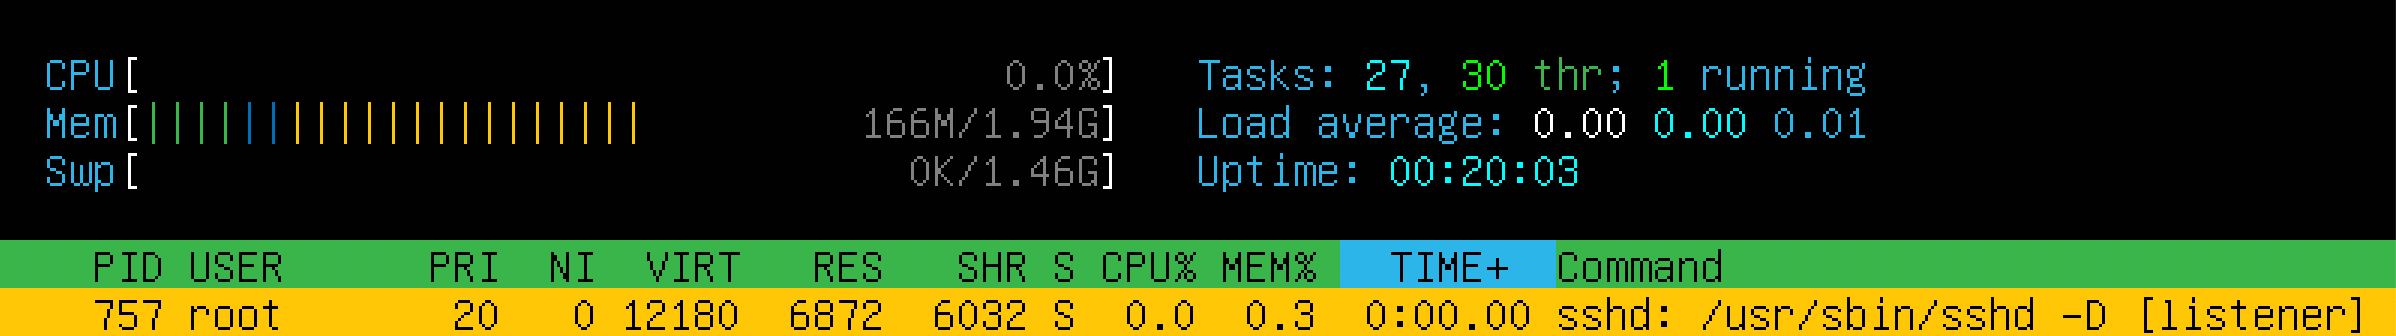 CPU[ 0.0%] Tasks: 27, 30 thr; 1 running
Mem[||||||||||||||||||||| 166M/1.94G] Load average: 0.00 0.00 0.01
Swp[ 0K/1.46G] Uptime: 00:20:03
PID USER PRI NI VIRT RES SHR S CPU% MEM% TIME+ Command
757 root 20 0 12180 6872 6032 S 0.0 0.3 0:00.00 sshd: /usr/sbin/sshd -D [listener]